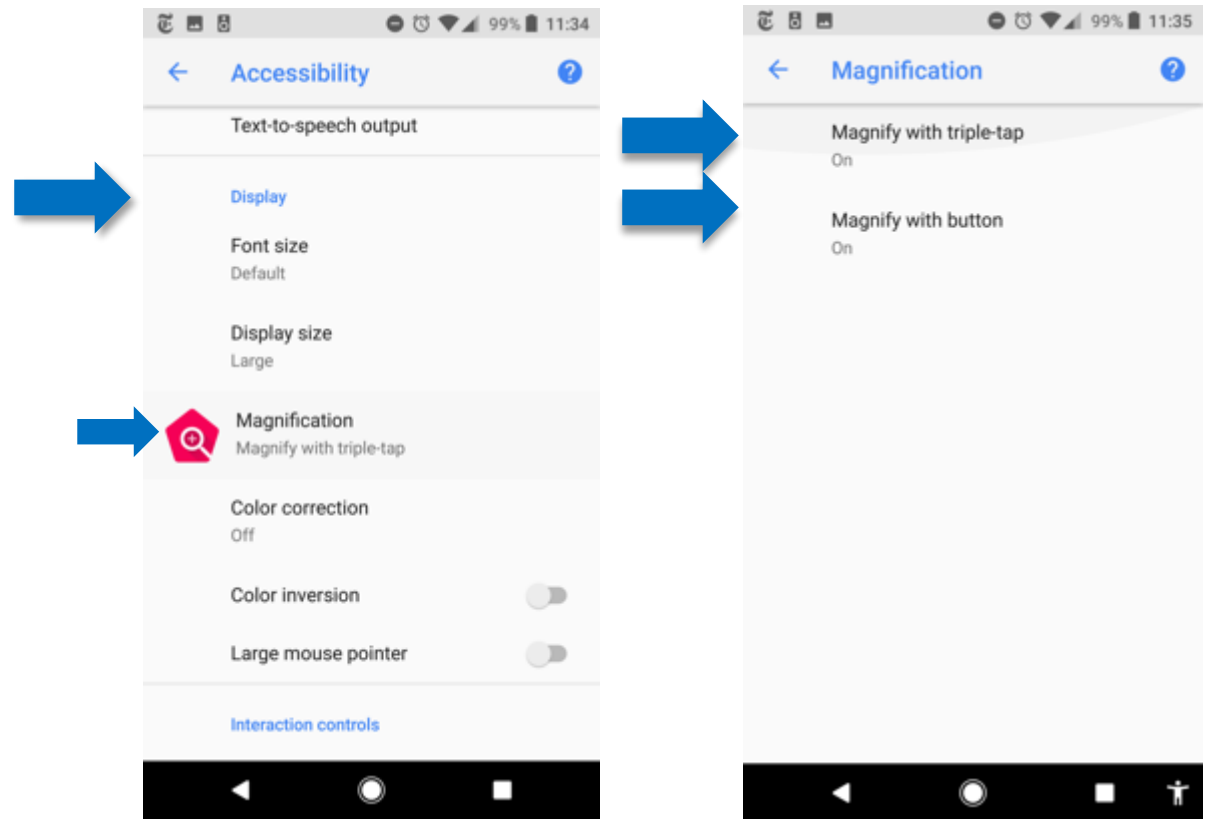 99% 11:34
Accessibility
Text-to-speech output
Display
Font size
Default
Display size
Large
Magnification
Magnify with triple-tap
Color correction
Off
Color inversion
Large mouse pointer
Interaction controls
99% 11:35
Magnification
Magnify with triple-tap
On
Magnify with button
On